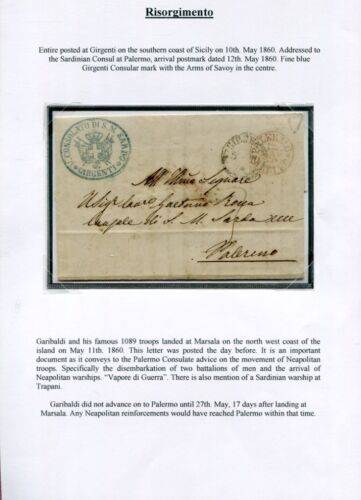 Risorgimento
Entire posted at Girgenti on the southern coast of Sicily on 10th. May 1860. Addressed to
the Sardinian Consul at Palermo, arrival postmark dated 12th. May 1860. Fine blue
Girgenti Consular mark with the Arms of Savoy in the centre.
CONSOLATO DI S. M. SARDO
GIRGENTI
All'
Signore
Gaetano
di S. M. Sarda
Palermo
Garibaldi and his famous 1089 troops landed at Marsala on the north west coast of the
island on May 11th. 1860. This letter was posted the day before. It is an important
document as it conveys to the Palermo Consulate advice on the movement of Neapolitan
troops. Specifically the disembarkation of two battalions of men and the arrival of
Neapolitan warships. "Vapore di Guerra". There is also mention of a Sardinian warship at
Trapani.
Garibaldi did not advance on to Palermo until 27th. May, 17 days after landing at
Marsala. Any Neapolitan reinforcements would have reached Palermo within that time.